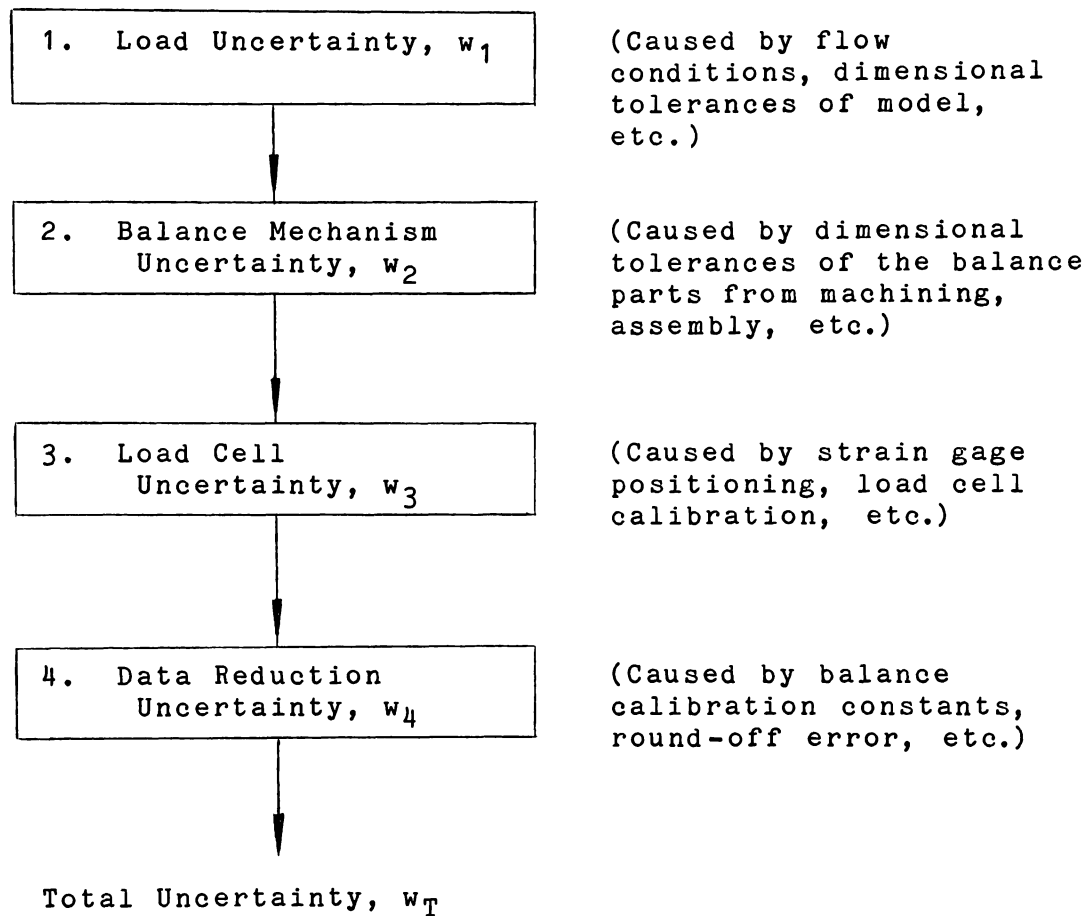 1. Load Uncertainty, w1
(Caused by flow
conditions, dimensional
tolerances of model,
etc.)
2. Balance Mechanism
Uncertainty, w2
(Caused by dimensional
tolerances of the balance
parts from machining,
assembly, etc.)
3. Load Cell
Uncertainty, w3
(Caused by strain gage
positioning, load cell
calibration, etc.)
4. Data Reduction
Uncertainty, w4
(Caused by balance
calibration constants,
round-off error, etc.)
Total Uncertainty, wT